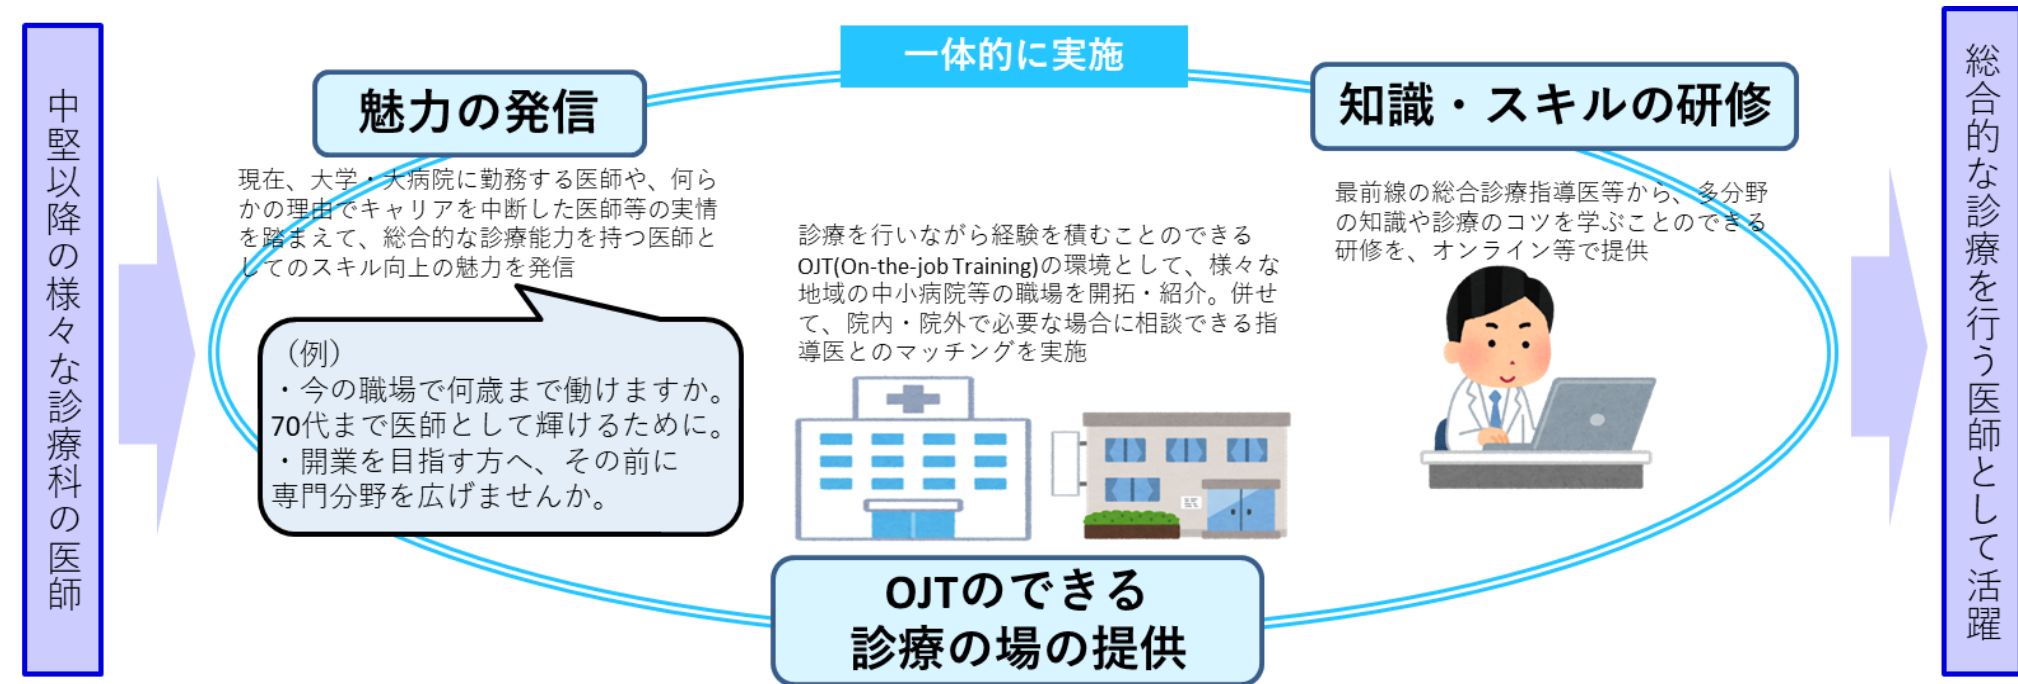 中堅以降の様々な診療科の医師
一体的に実施
魅力の発信
現在、大学・大病院に勤務する医師や、何ら
かの理由でキャリアを中断した医師等の実情
を踏まえて、総合的な診療能力を持つ医師と
してのスキル向上の魅力を発信
（例）
・今の職場で何歳まで働けますか。
70代まで医師として輝けるために。
・開業を目指す方へ、その前に
専門分野を広げませんか。
診療を行いながら経験を積むことのできる
OJT(On-the-job Training)の環境として、様々な
地域の中小病院等の職場を開拓・紹介。併せ
て、院内・院外で必要な場合に相談できる指
導医とのマッチングを実施
OJTのできる
診療の場の提供
知識・スキルの研修
最前線の総合診療指導医等から、多分野
の知識や診療のコツを学ぶことのできる
研修を、オンライン等で提供
総合的な診療を行う医師として活躍